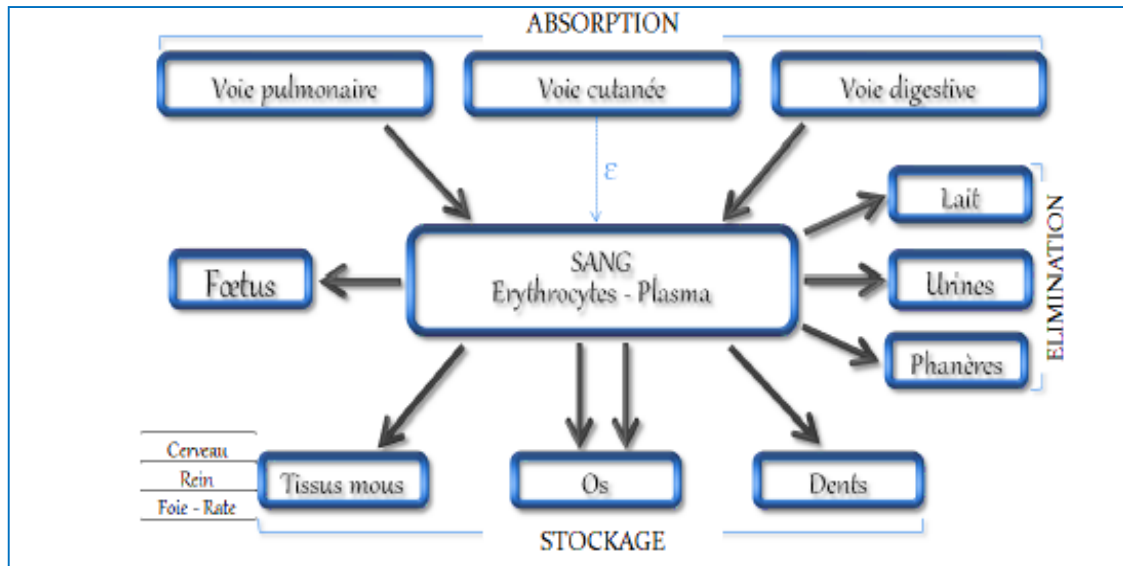 ABSORPTION
Voie pulmonaire
Voie cutanée
Voie digestive
ε
Lait
SANG
Erythrocytes - Plasma
Fœtus
Urines
Phanères
ELIMINATION
Cerveau
Rein
Foie - Rate
Tissus mous
Os
Dents
STOCKAGE